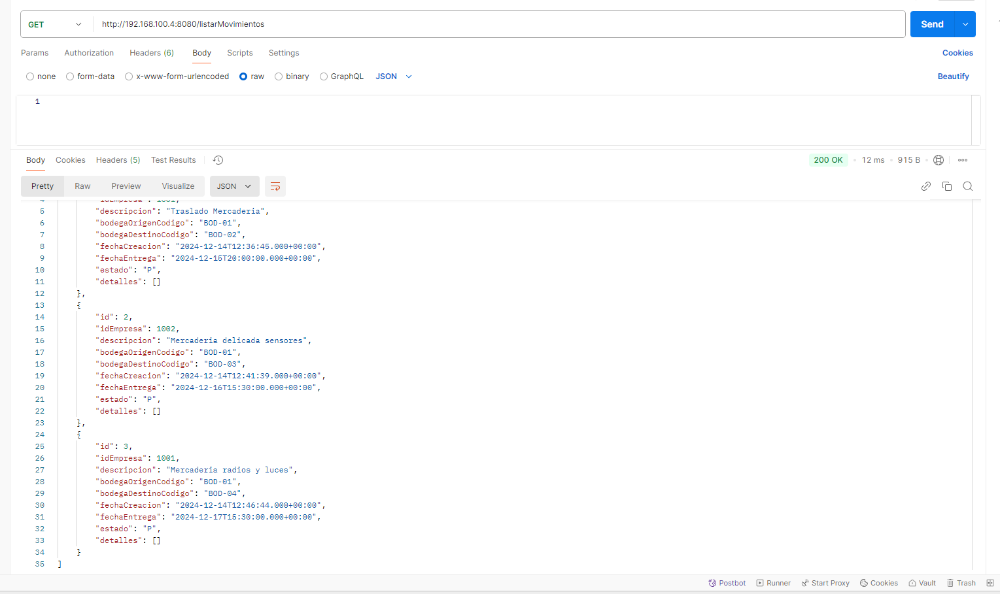 GET http://192.168.100.4:8080/listarMovimientos Send
Params Authorization Headers (6) Body Scripts Settings Cookies
none form-data x-www-form-urlencoded raw binary GraphQL JSON Beautify
1
Body Cookies Headers (5) Test Results 200 OK • 12 ms • 915 B •
Pretty Raw Preview Visualize JSON
4 "idEmpresa": 1001,
5 "descripcion": "Traslado Mercaderia",
6 "bodegaOrigenCodigo": "BOD-01",
7 "bodegaDestinoCodigo": "BOD-02",
8 "fechaCreacion": "2024-12-14T12:36:45.000+00:00",
9 "fechaEntrega": "2024-12-15T20:00:00.000+00:00",
10 "estado": "P",
11 "detalles": []
12 },
13 {
14 "id": 2,
15 "idEmpresa": 1002,
16 "descripcion": "Mercaderia delicada sensores",
17 "bodegaOrigenCodigo": "BOD-01",
18 "bodegaDestinoCodigo": "BOD-03",
19 "fechaCreacion": "2024-12-14T12:41:39.000+00:00",
20 "fechaEntrega": "2024-12-16T15:30:00.000+00:00",
21 "estado": "P",
22 "detalles": []
23 },
24 {
25 "id": 3,
26 "idEmpresa": 1001,
27 "descripcion": "Mercaderia radios y luces",
28 "bodegaOrigenCodigo": "BOD-01",
29 "bodegaDestinoCodigo": "BOD-04",
30 "fechaCreacion": "2024-12-14T12:46:44.000+00:00",
31 "fechaEntrega": "2024-12-17T15:30:00.000+00:00",
32 "estado": "P",
33 "detalles": []
34 }
35 ]
Postbot Runner Start Proxy Cookies Vault Trash